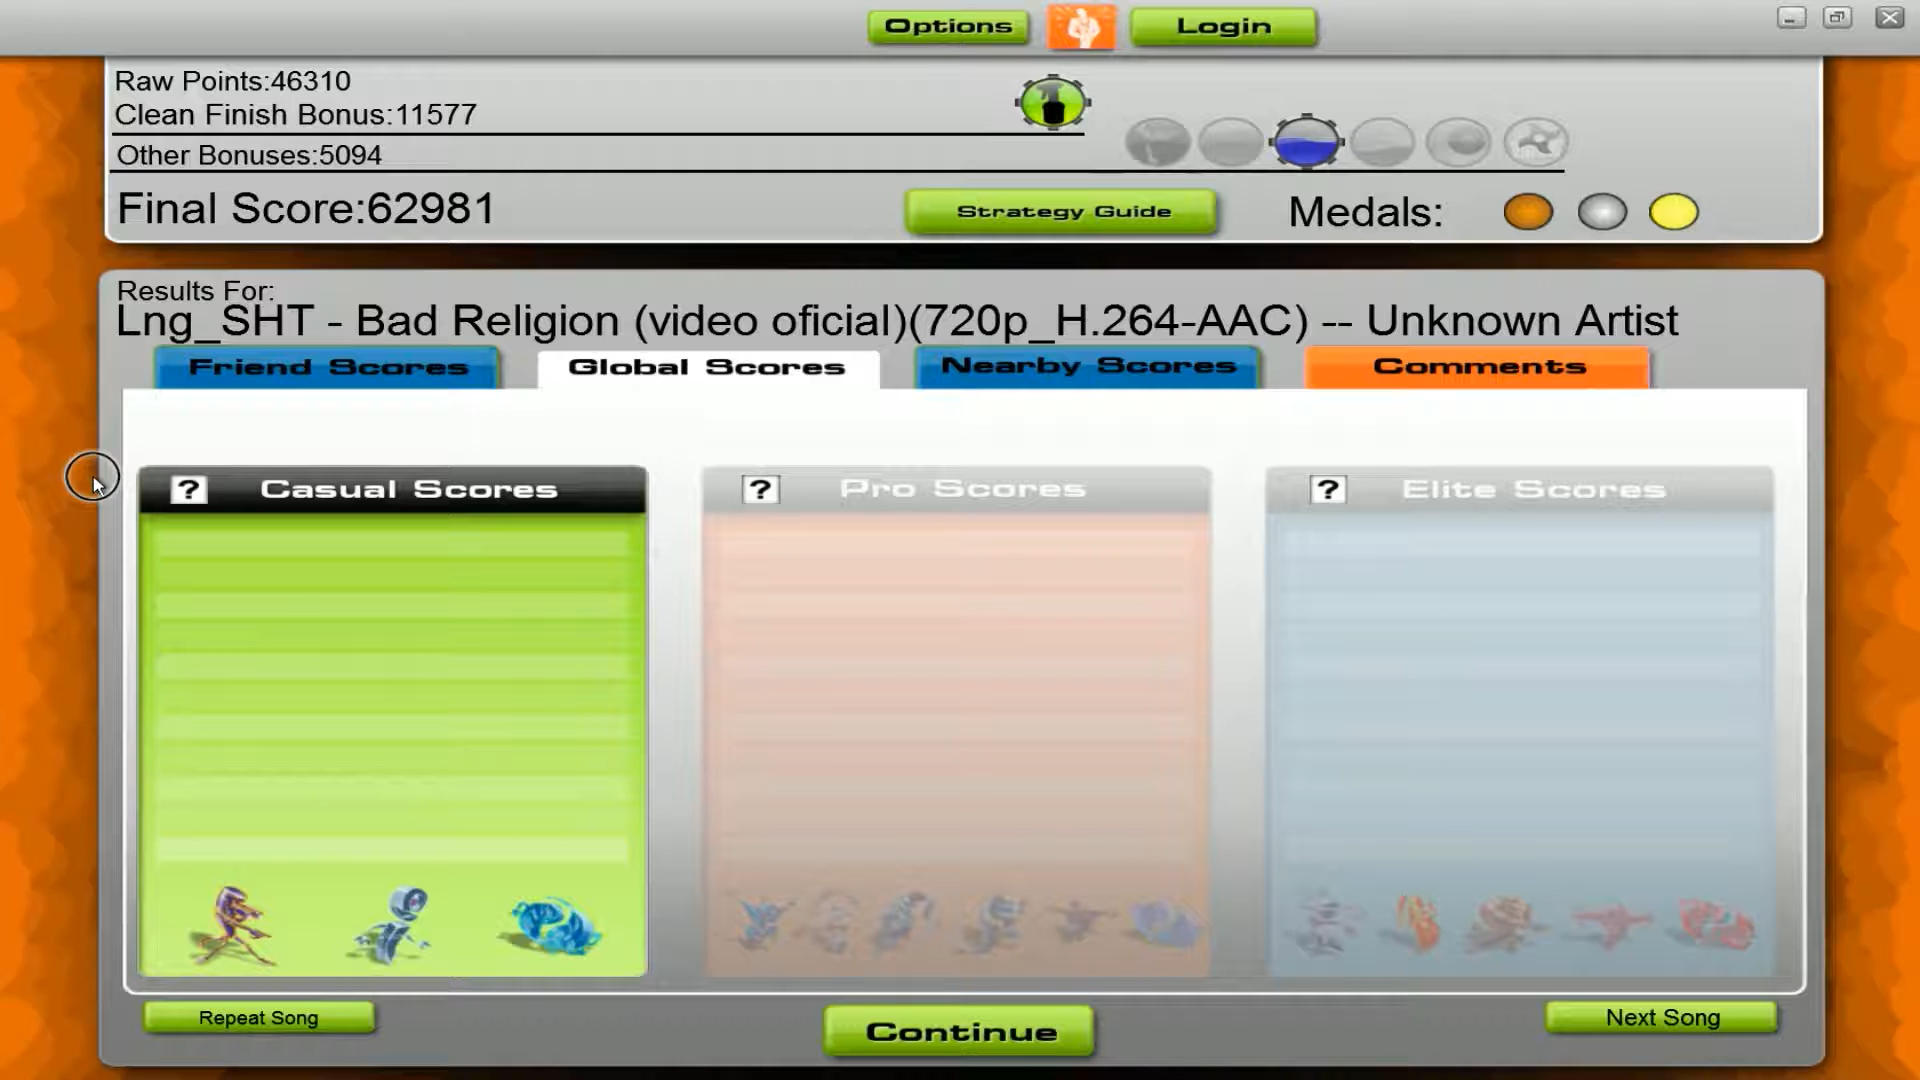 Options
Login
Raw Points:46310
Clean Finish Bonus:11577
Other Bonuses:5094
Final Score:62981
Strategy Guide
Medals:
Results For:
Lng_SHT - Bad Religion (video oficial)(720p_H.264-AAC) -- Unknown Artist
Friend Scores
Global Scores
Nearby Scores
Comments
? Casual Scores
? Pro Scores
? Elite Scores
Repeat Song
Continue
Next Song